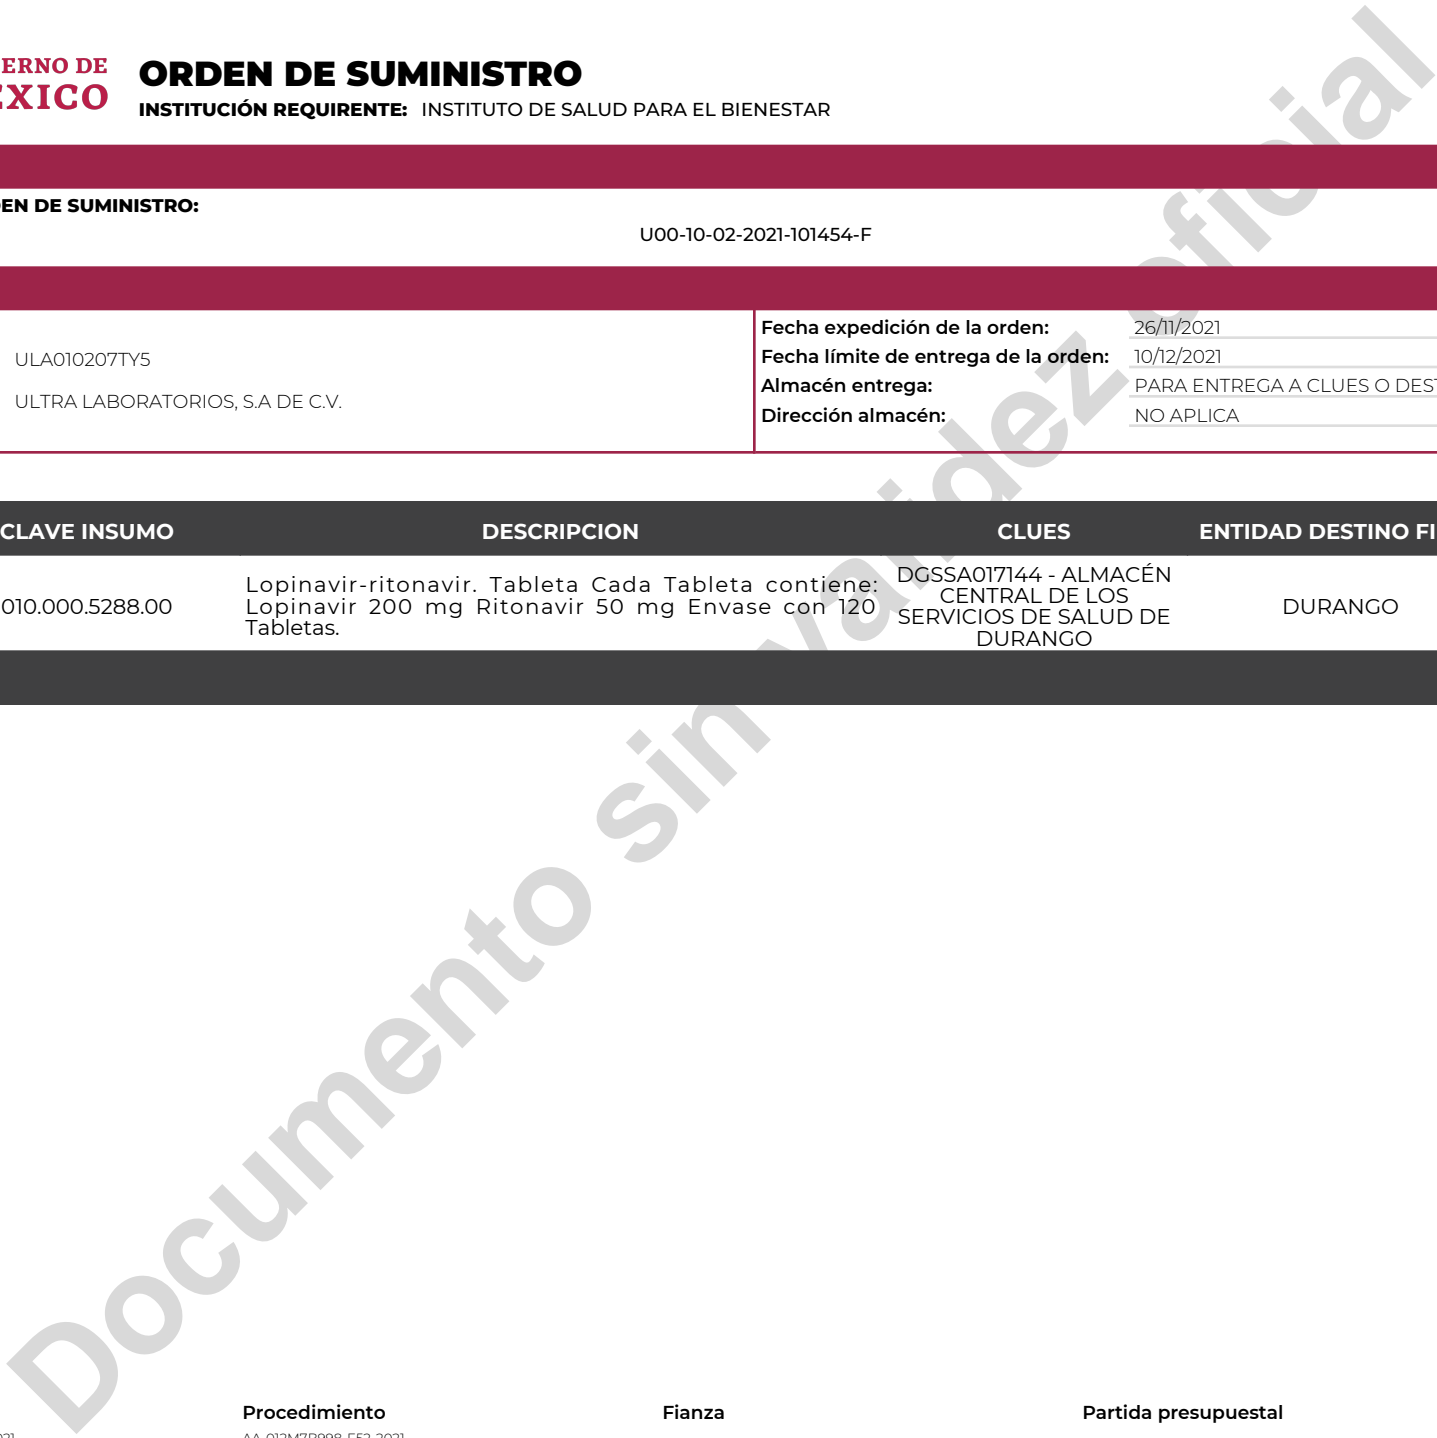 ERNO DE
EXICO
ORDEN DE SUMINISTRO
INSTITUCIÓN REQUIRENTE: INSTITUTO DE SALUD PARA EL BIENESTAR
EN DE SUMINISTRO:
U00-10-02-2021-101454-F
ULA010207TY5
ULTRA LABORATORIOS, S.A DE C.V.
Fecha expedición de la orden: 26/11/2021
Fecha límite de entrega de la orden: 10/12/2021
Almacén entrega: PARA ENTREGA A CLUES O DEST
Dirección almacén: NO APLICA
CLAVE INSUMO DESCRIPCION CLUES ENTIDAD DESTINO FI
010.000.5288.00
Lopinavir-ritonavir. Tableta Cada Tableta contiene:
Lopinavir 200 mg Ritonavir 50 mg Envase con 120
Tabletas.
DGSSA017144 - ALMACÉN
CENTRAL DE LOS
SERVICIOS DE SALUD DE
DURANGO
DURANGO
Documento sin validez oficial
Procedimiento Fianza Partida presupuestal